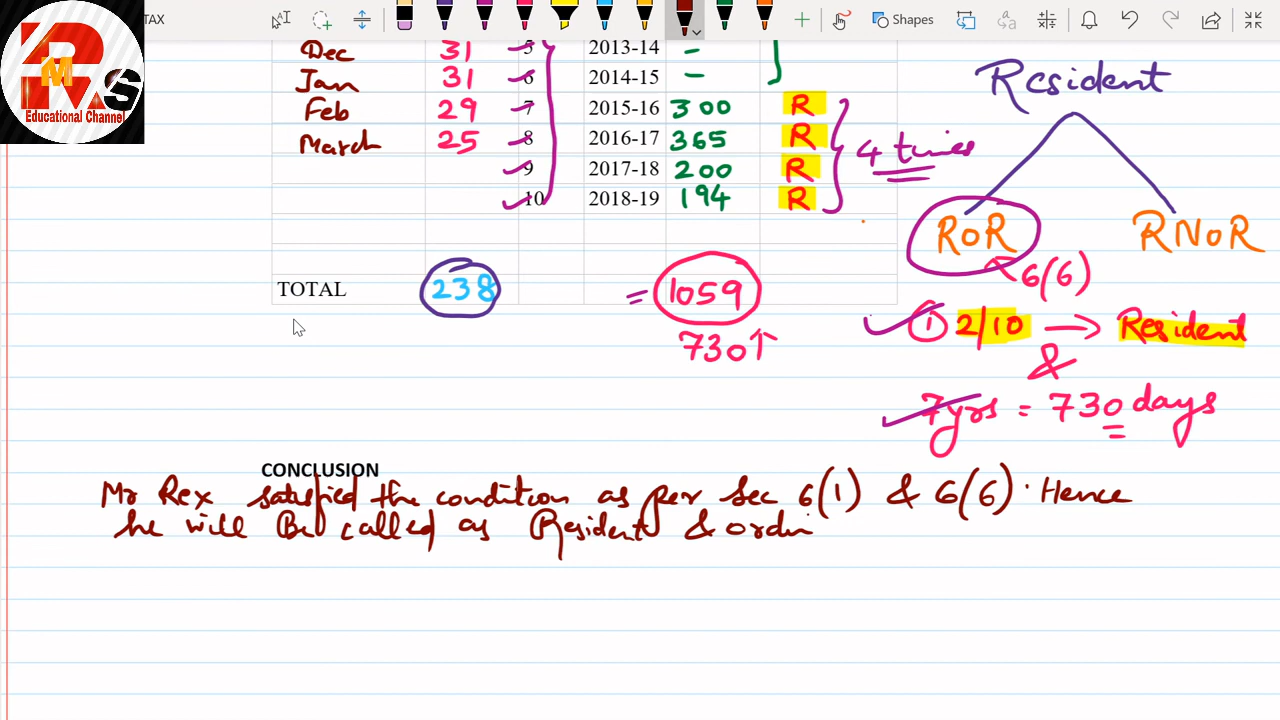 TAX
Shapes
RMS
Educational Channel
Dec 31 5 2013-14 -
Jan 31 6 2014-15 -
Feb 29 7 2015-16 300 R
March 25 8 2016-17 365 R
9 2017-18 200 R
10 2018-19 194 R
4 times
TOTAL 238 = 1059
730↑
Resident
RoR RNoR
6(6)
① 2/10 → Resident
&
7yrs = 730 days
CONCLUSION
Mr Rex satisfied the condition as per sec 6(1) & 6(6). Hence
he will Be called as Resident & ordin